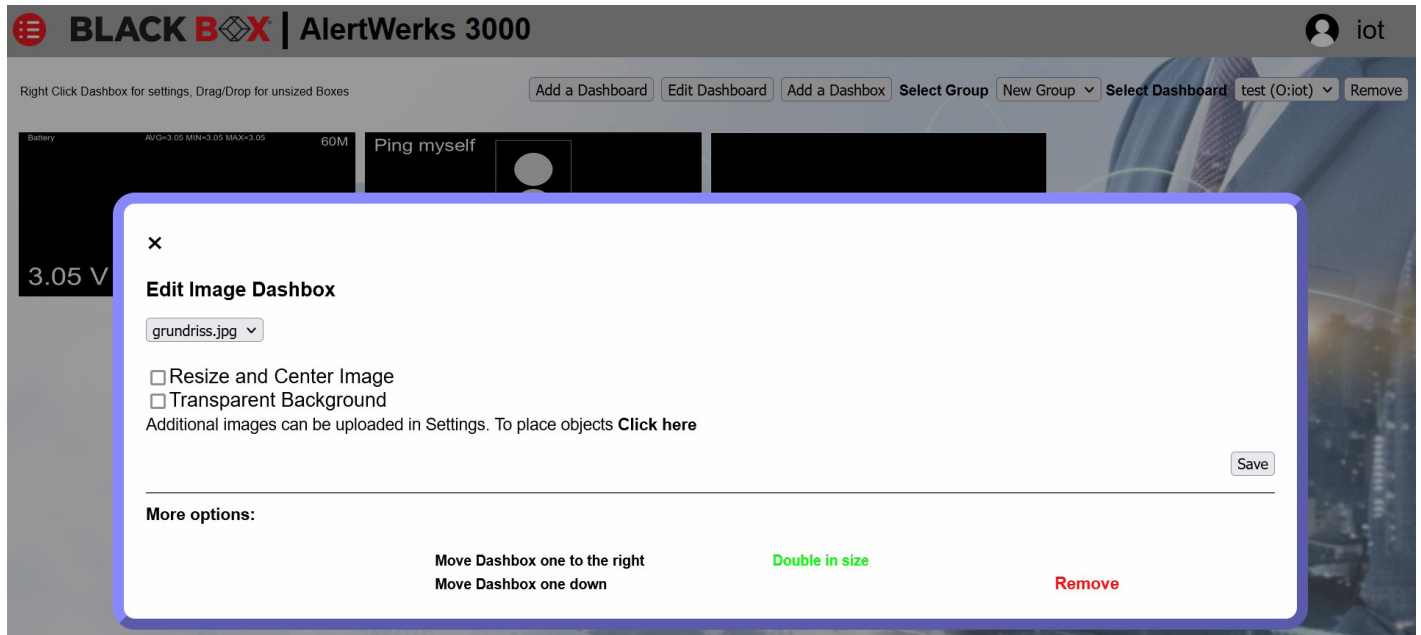 BLACK BOX | AlertWerks 3000
iot
Right Click Dashbox for settings, Drag/Drop for unsized Boxes
Add a Dashboard Edit Dashboard Add a Dashbox Select Group New Group Select Dashboard test (O:iot) Remove
Battery AVG=3.05 MIN=3.05 MAX=3.05 60M
Ping myself
3.05 V
×
Edit Image Dashbox
grundriss.jpg
Resize and Center Image
Transparent Background
Additional images can be uploaded in Settings. To place objects Click here
Save
More options:
Move Dashbox one to the right Double in size
Move Dashbox one down Remove